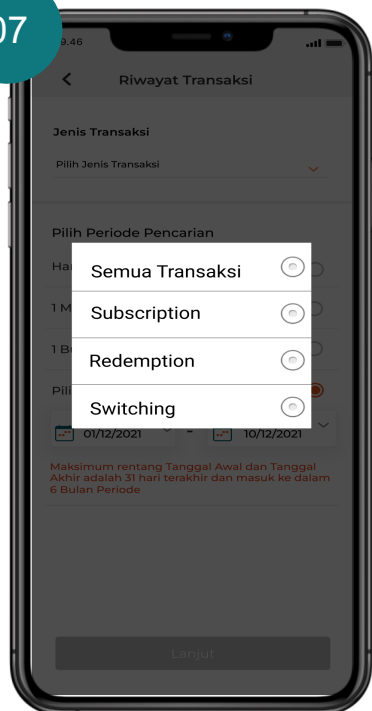 07
9.46
Riwayat Transaksi
Jenis Transaksi
Pilih Jenis Transaksi
Pilih Periode Pencarian
Semua Transaksi
Subscription
Redemption
Switching
01/12/2021 - 10/12/2021
Maksimum rentang Tanggal Awal dan Tanggal
Akhir adalah 31 hari terakhir dan masuk ke dalam
6 Bulan Periode
Lanjut